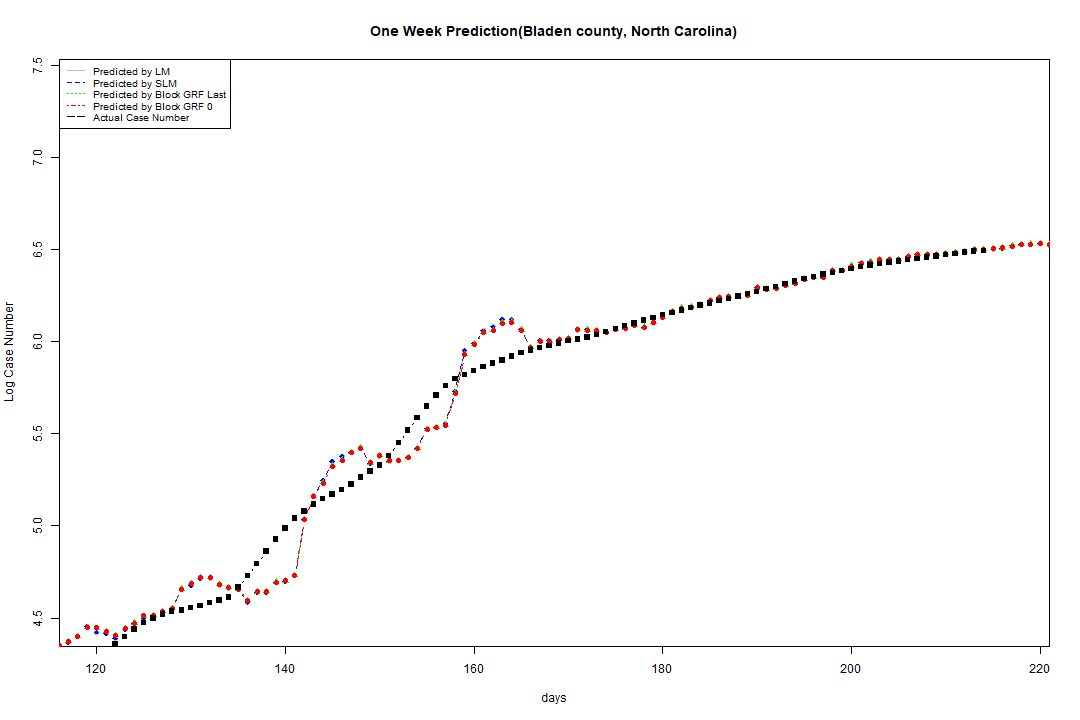 One Week Prediction(Bladen county, North Carolina)
Predicted by LM
Predicted by SLM
Predicted by Block GRF Last
Predicted by Block GRF 0
Actual Case Number
7.5
7.0
6.5
6.0
5.5
5.0
4.5
Log Case Number
120 140 160 180 200 220
days